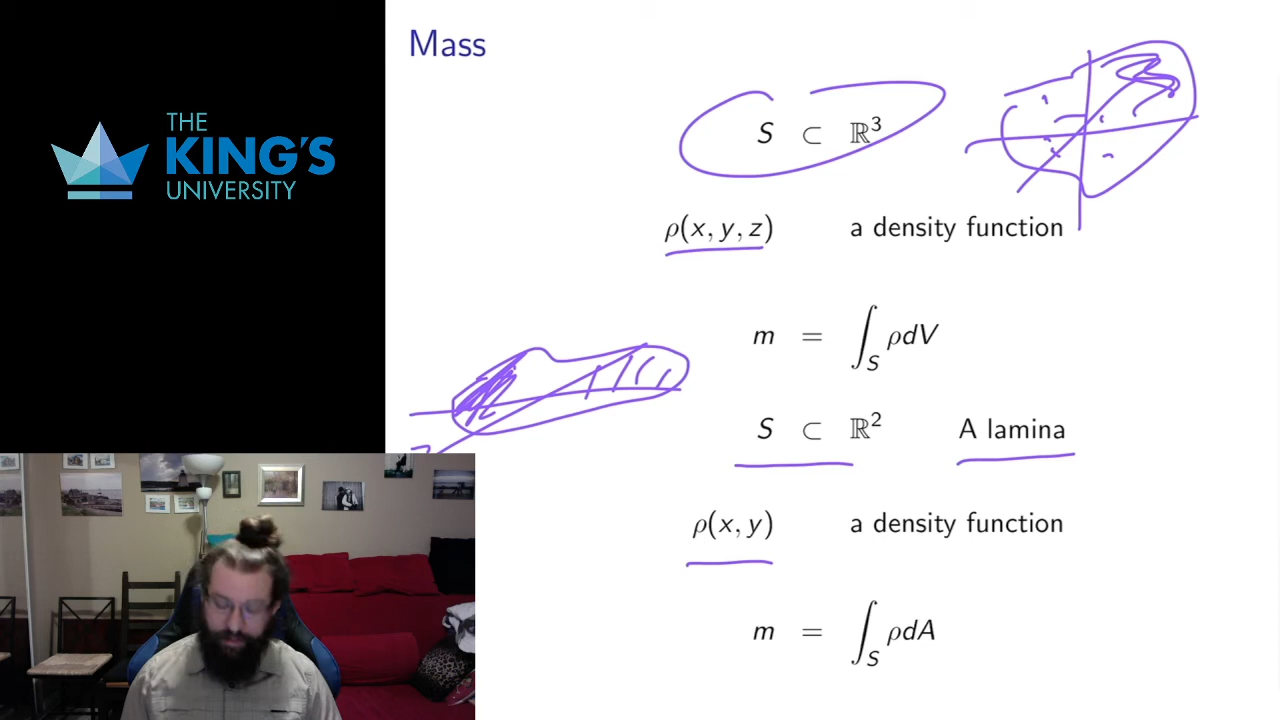 THE
KING'S
UNIVERSITY
Mass
S ⊂ ℝ³
ρ(x, y, z) a density function
m = ∫_S ρdV
S ⊂ ℝ² A lamina
ρ(x, y) a density function
m = ∫_S ρdA